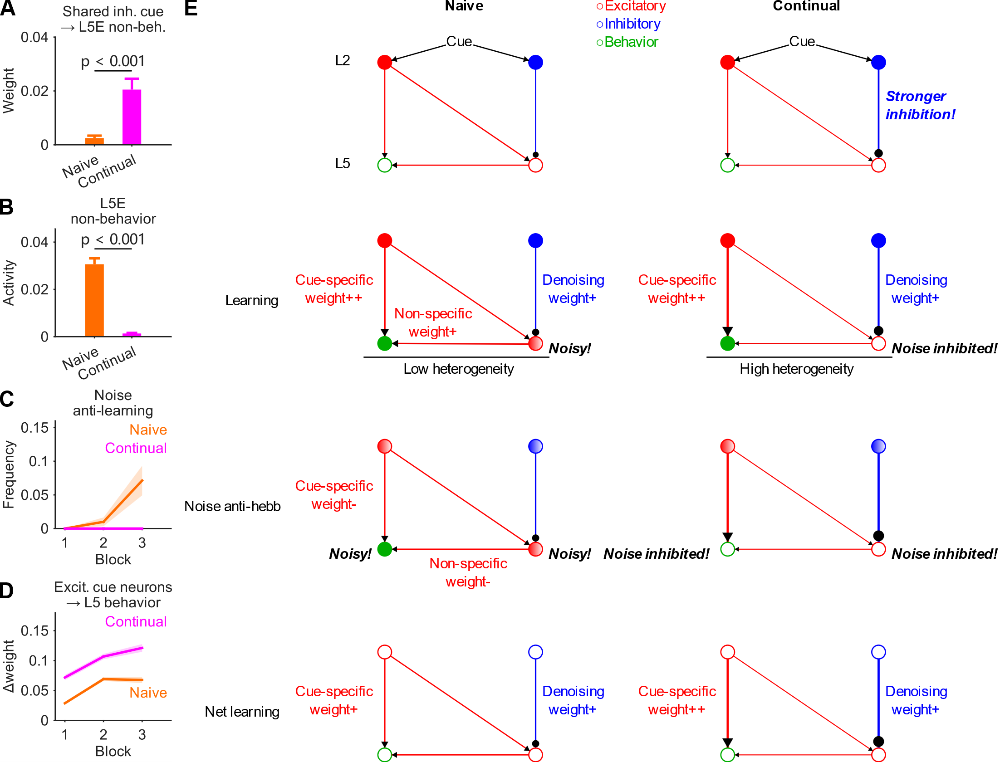 A
Shared inh. cue
→ L5E non-beh.
0.04
p < 0.001
0.02
0
Weight
Naive
Continual
B
L5E
non-behavior
p < 0.001
0.04
0.02
0
Activity
Naive
Continual
C
Noise
anti-learning
0.15
Naive
Continual
0.1
0.05
0
Frequency
1 2 3
Block
D
Excit. cue neurons
→ L5 behavior
Continual
0.15
0.1
0.05
Naive
0
Δweight
1 2 3
Block
E
Naive
○Excitatory
○Inhibitory
○Behavior
Continual
Cue
Cue
L2
Stronger
inhibition!
L5
Learning
Cue-specific
weight++
Non-specific
weight+
Denoising
weight+
Noisy!
Low heterogeneity
Cue-specific
weight++
Denoising
weight+
Noise inhibited!
High heterogeneity
Noise anti-hebb
Cue-specific
weight-
Noisy!
Non-specific
weight-
Noisy!
Noise inhibited!
Noise inhibited!
Net learning
Cue-specific
weight+
Denoising
weight+
Cue-specific
weight++
Denoising
weight+